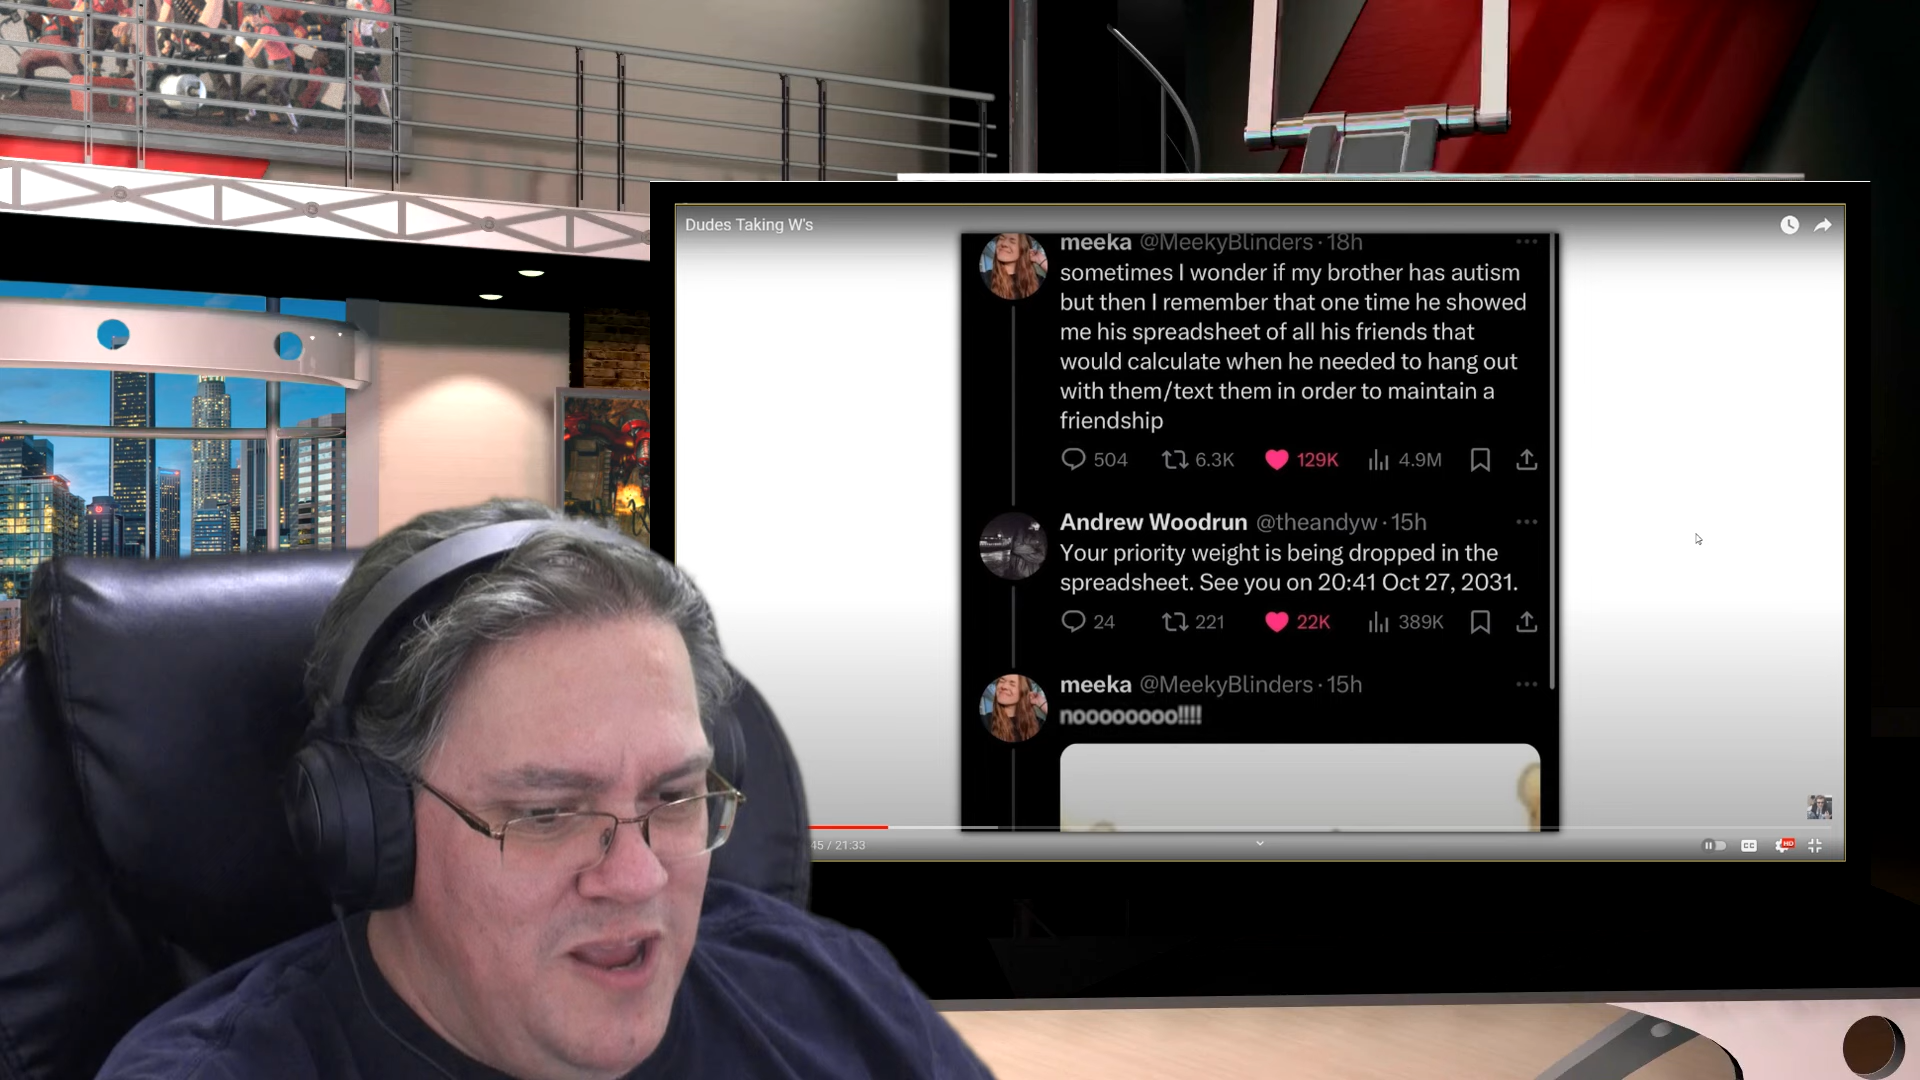 Dudes Taking W's
meeka @MeekyBlinders · 18h
sometimes I wonder if my brother has autism
but then I remember that one time he showed
me his spreadsheet of all his friends that
would calculate when he needed to hang out
with them/text them in order to maintain a
friendship
504 6.3K 129K 4.9M
Andrew Woodrun @theandyw · 15h
Your priority weight is being dropped in the
spreadsheet. See you on 20:41 Oct 27, 2031.
24 221 22K 389K
meeka @MeekyBlinders · 15h
noooooooo!!!!
45 / 21:33
CC HD